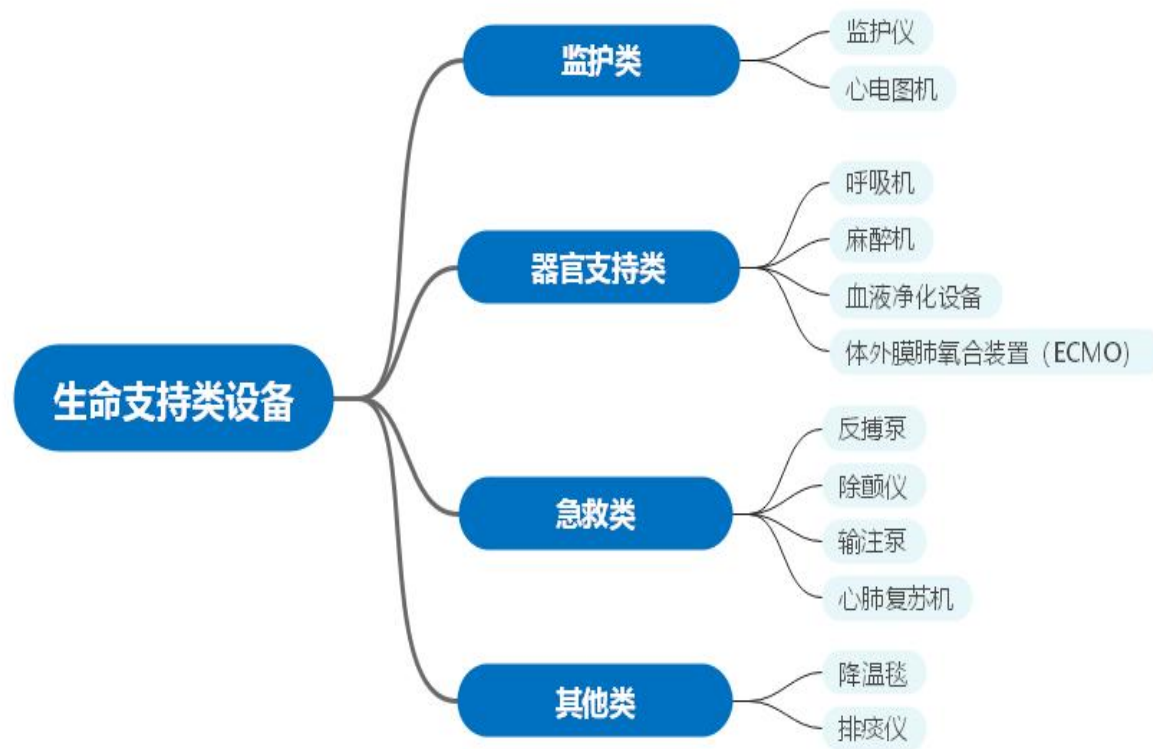 生命支持类设备
监护类
监护仪
心电图机
器官支持类
呼吸机
麻醉机
血液净化设备
体外膜肺氧合装置（ECMO）
急救类
反搏泵
除颤仪
输注泵
心肺复苏机
其他类
降温毯
排痰仪